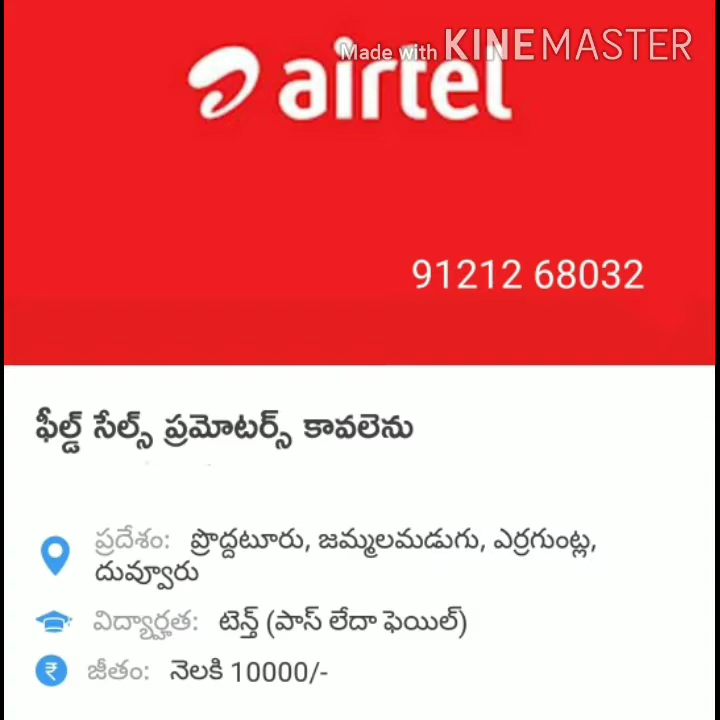 Made with KINEMASTER
airtel
91212 68032
ఫీల్డ్ సేల్స్ ప్రమోటర్స్ కావలెను
ప్రదేశం: ప్రొద్దటూరు, జమ్మలమడుగు, ఎర్రగుంట్ల,
దువ్వూరు
విద్యార్హత: టెన్త్ (పాస్ లేదా ఫెయిల్)
జీతం: నెలకి 10000/-